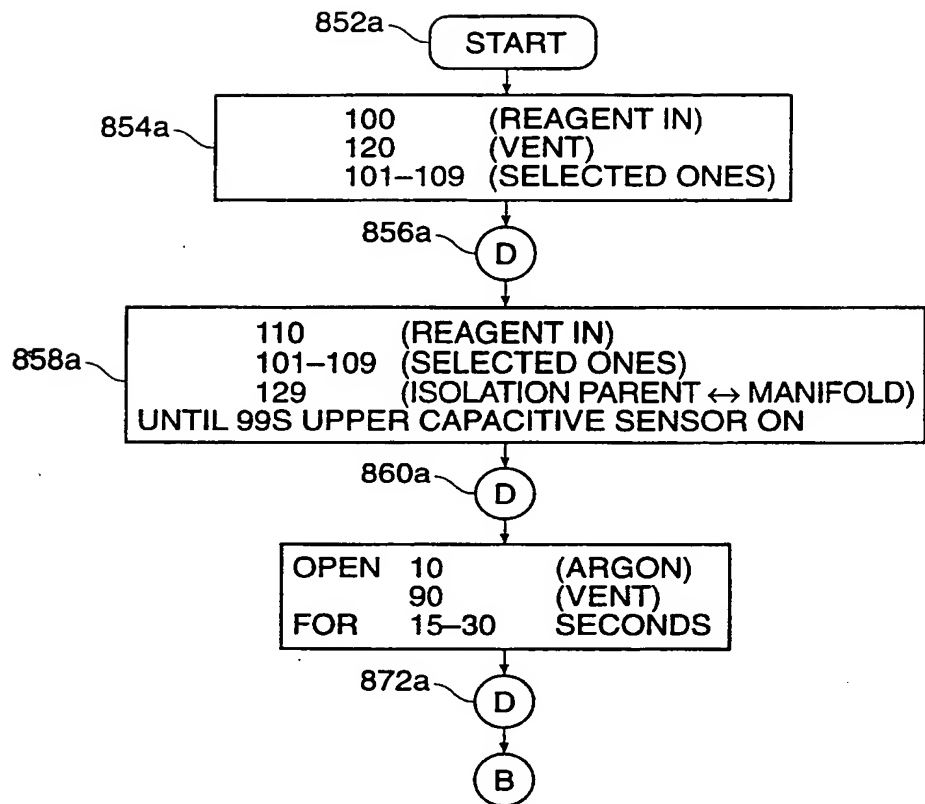 852a
START
854a
100 (REAGENT IN)
120 (VENT)
101–109 (SELECTED ONES)
856a
D
858a
110 (REAGENT IN)
101–109 (SELECTED ONES)
129 (ISOLATION PARENT ↔ MANIFOLD)
UNTIL 99S UPPER CAPACITIVE SENSOR ON
860a
D
OPEN 10 (ARGON)
90 (VENT)
FOR 15–30 SECONDS
872a
D
B